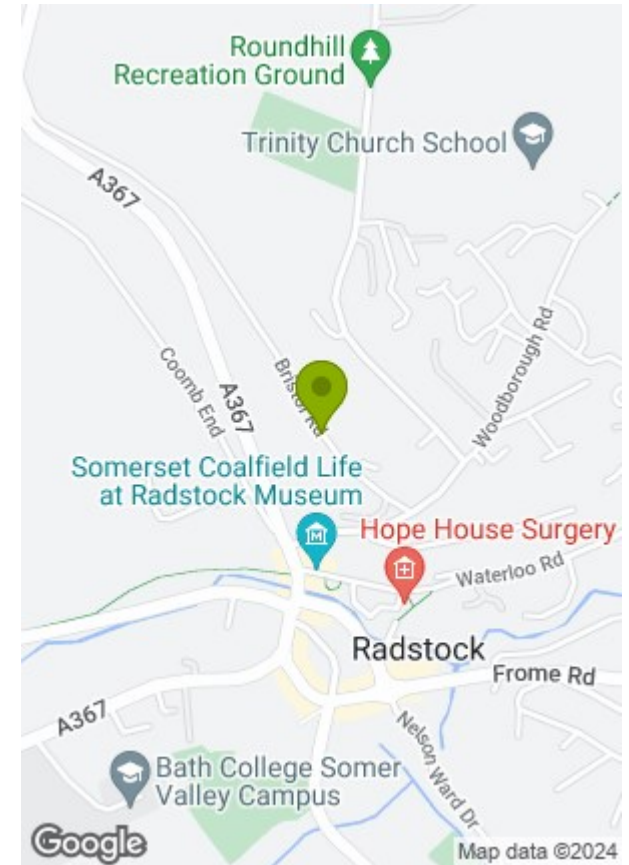 Roundhill
Recreation Ground
Trinity Church School
A367
Woodborough Rd
Coomb End
A367
Bristol Rd
Somerset Coalfield Life
at Radstock Museum
M
Hope House Surgery
Waterloo Rd
Radstock
Frome Rd
A367
Nelson Ward Dr
Bath College Somer
Valley Campus
Google
Map data ©2024